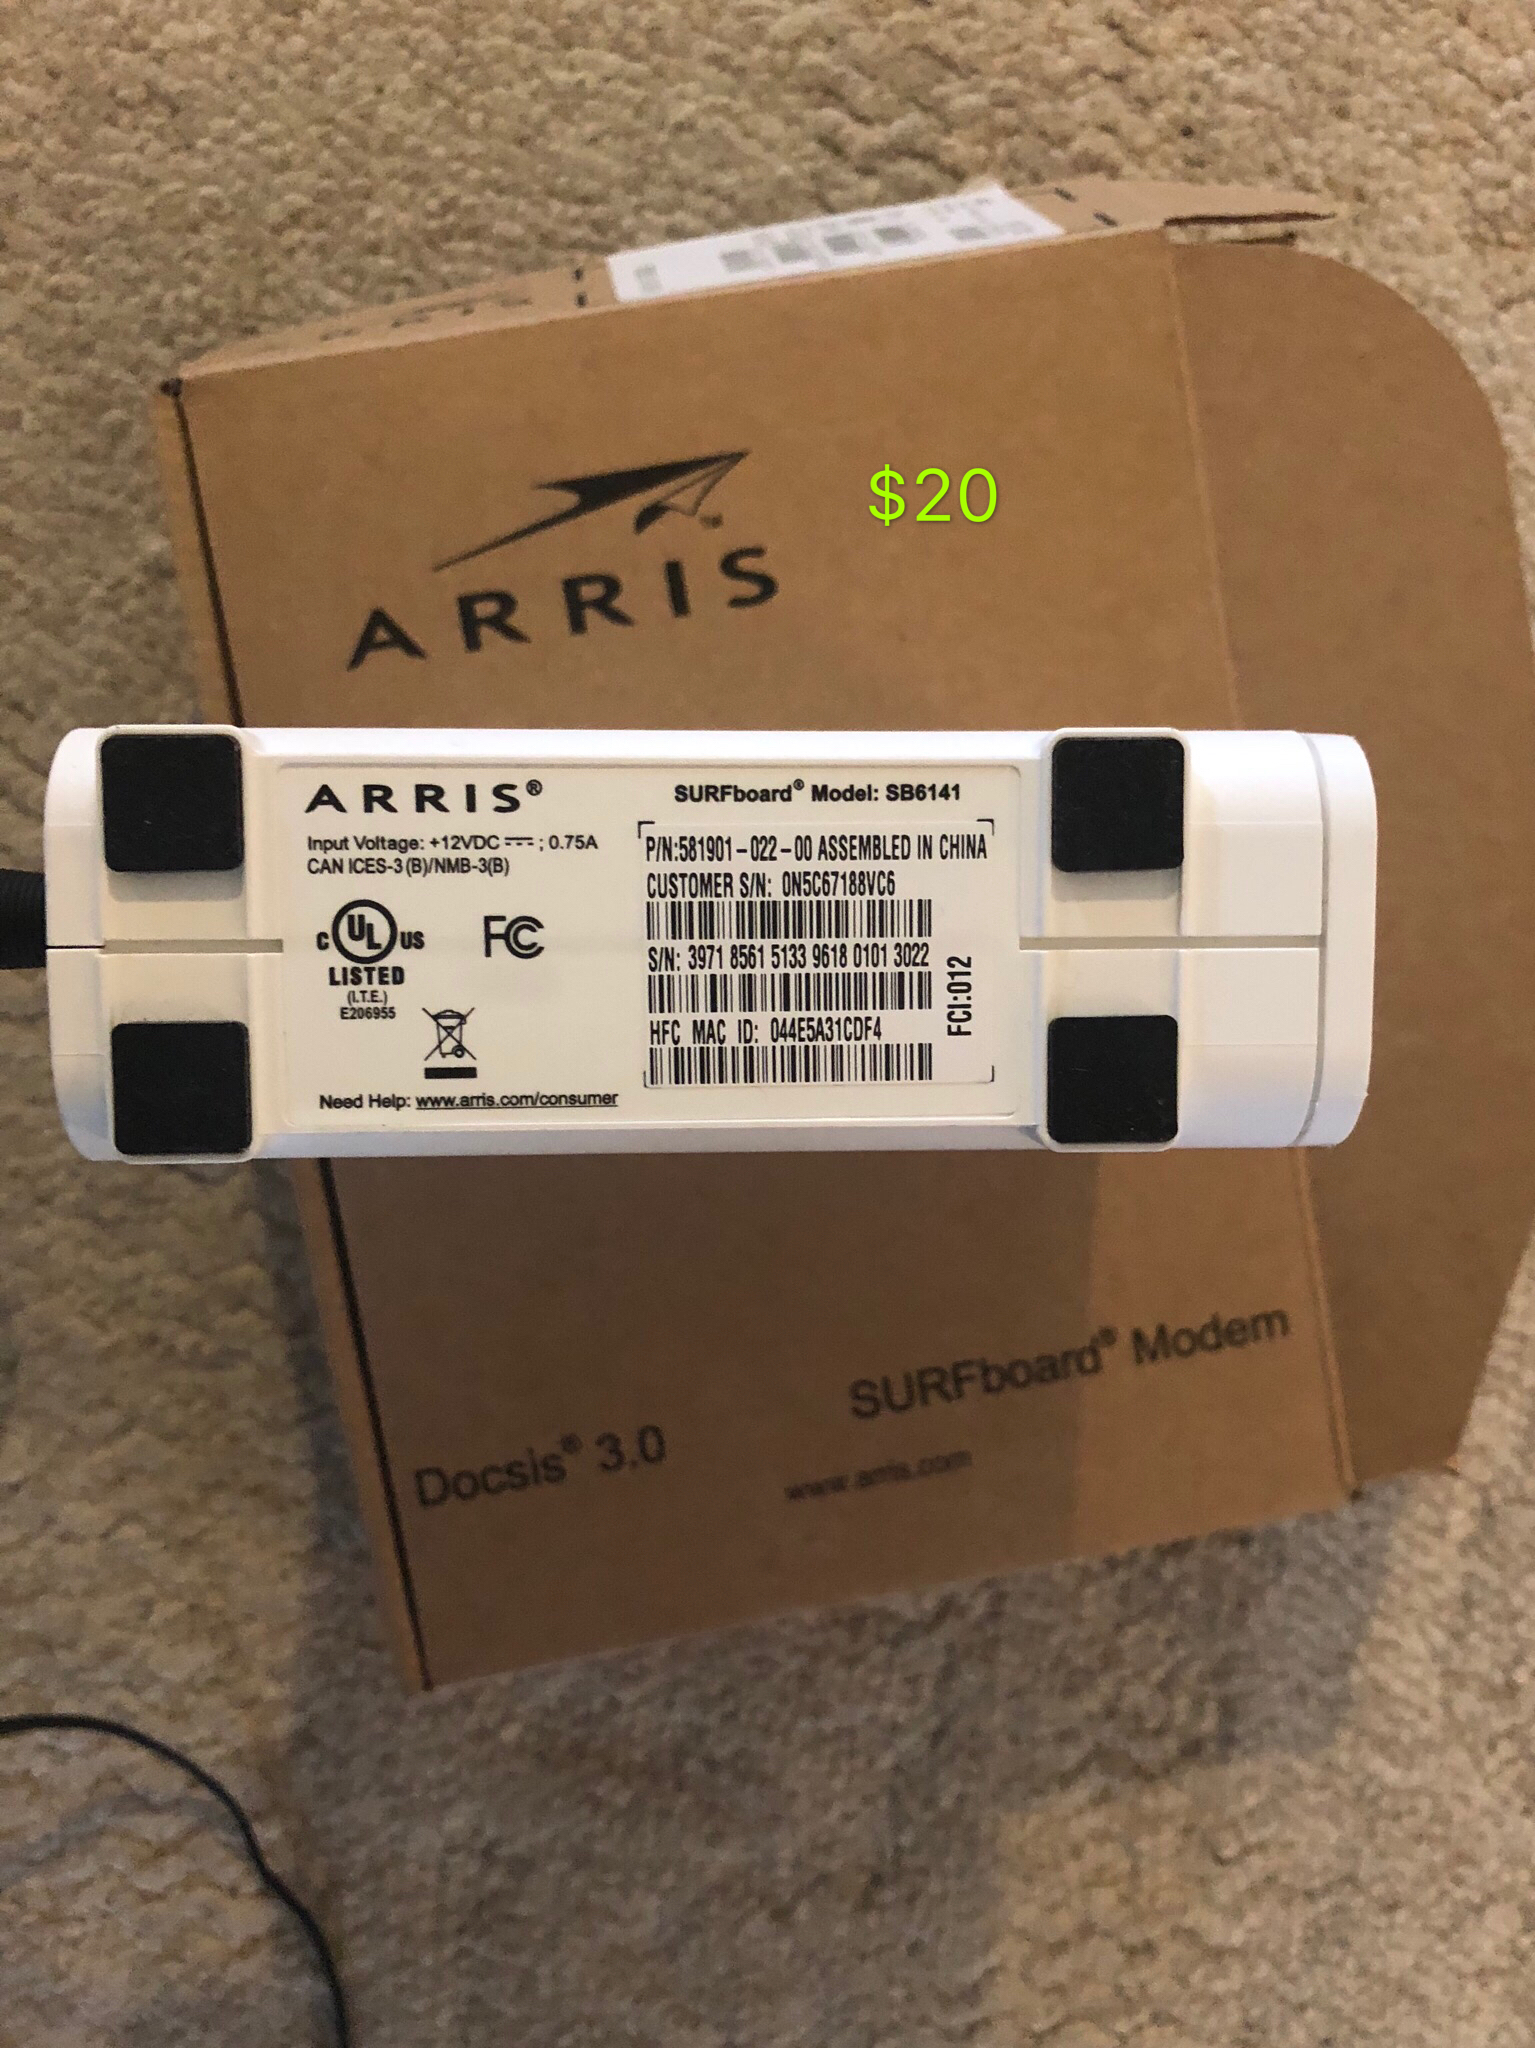 $20
ARRIS
ARRIS®
SURFboard® Model: SB6141
Input Voltage: +12VDC ⎓ ; 0.75A
CAN ICES-3 (B)/NMB-3(B)
C UL US
LISTED
(I.T.E.)
E206955
FC
Need Help: www.arris.com/consumer
P/N:581901-022-00 ASSEMBLED IN CHINA
CUSTOMER S/N: 0N5C67188VC6
S/N: 3971 8561 5133 9618 0101 3022
HFC MAC ID: 044E5A31CDF4
FCI:012
SURFboard® Modem
Docsis® 3.0
www.arris.com